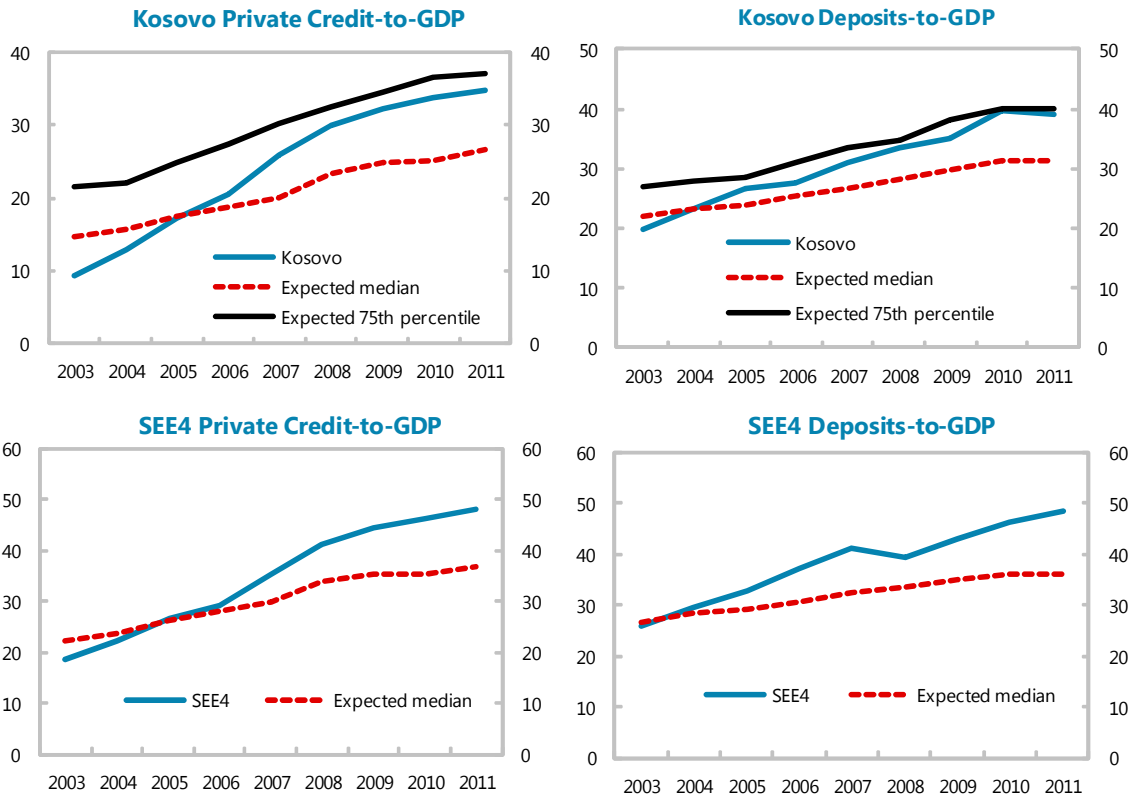 Kosovo Private Credit-to-GDP
40 40
30 30
20 20
10 10
0 0
Kosovo
Expected median
Expected 75th percentile
2003 2004 2005 2006 2007 2008 2009 2010 2011
Kosovo Deposits-to-GDP
50 50
40 40
30 30
20 20
10 10
0 0
Kosovo
Expected median
Expected 75th percentile
2003 2004 2005 2006 2007 2008 2009 2010 2011
SEE4 Private Credit-to-GDP
60 60
50 50
40 40
30 30
20 20
10 10
0 0
SEE4 Expected median
2003 2004 2005 2006 2007 2008 2009 2010 2011
SEE4 Deposits-to-GDP
60 60
50 50
40 40
30 30
20 20
10 10
0 0
SEE4 Expected median
2003 2004 2005 2006 2007 2008 2009 2010 2011